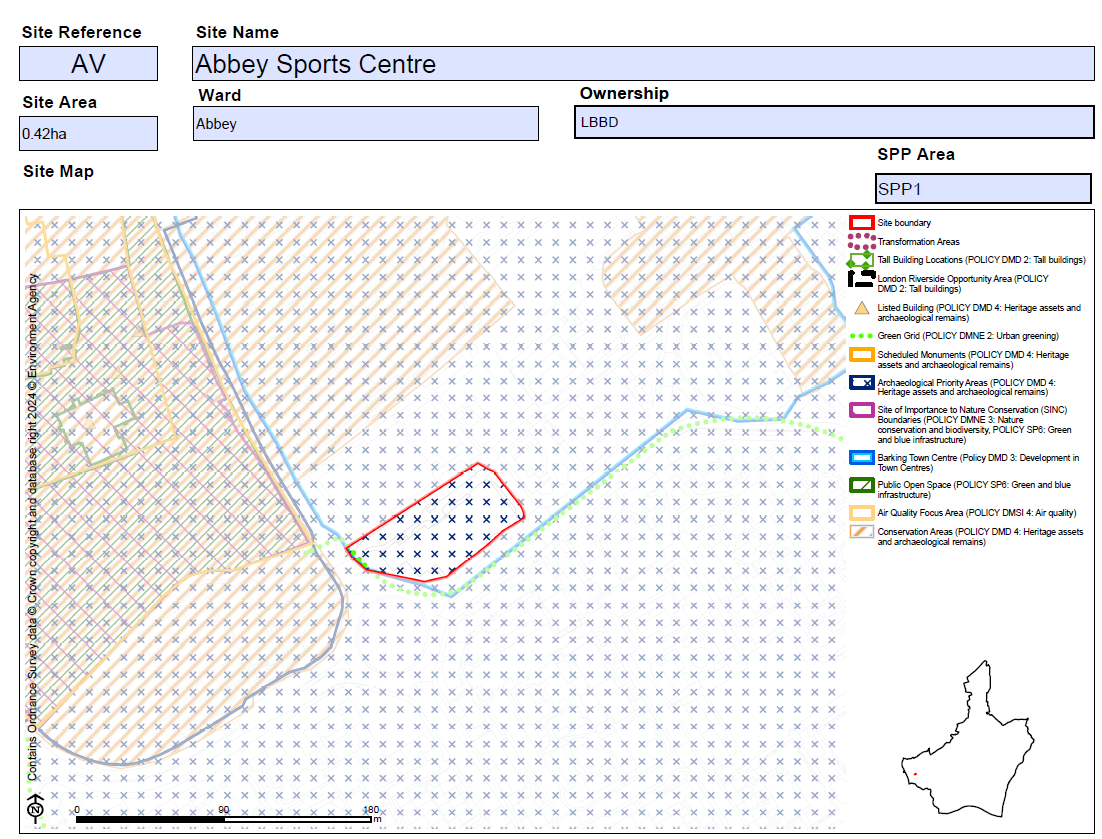 Site Reference
Site Name
AV
Abbey Sports Centre
Site Area
Ward
Ownership
0.42ha
Abbey
LBBD
Site Map
SPP Area
SPP1
Contains Ordnance Survey data © Crown copyright and database right 2024 © Environment Agency
Site boundary
Transformation Areas
Tall Building Locations (POLICY DMD 2: Tall buildings)
London Riverside Opportunity Area (POLICY
DMD 2: Tall buildings)
Listed Building (POLICY DMD 4: Heritage assets and
archaeological remains)
Green Grid (POLICY DMNE 2: Urban greening)
Scheduled Monuments (POLICY DMD 4: Heritage
assets and archaeological remains)
Archaeological Priority Areas (POLICY DMD 4:
Heritage assets and archaeological remains)
Site of Importance to Nature Conservation (SINC)
Boundaries (POLICY DMNE 3: Nature
conservation and biodiversity, POLICY SP6: Green
and blue infrastructure)
Barking Town Centre (Policy DMD 3: Development in
Town Centres)
Public Open Space (POLICY SP6: Green and blue
infrastructure)
Air Quality Focus Area (POLICY DMSI 4: Air quality)
Conservation Areas (POLICY DMD 4: Heritage assets
and archaeological remains)
N
0 90 180
m